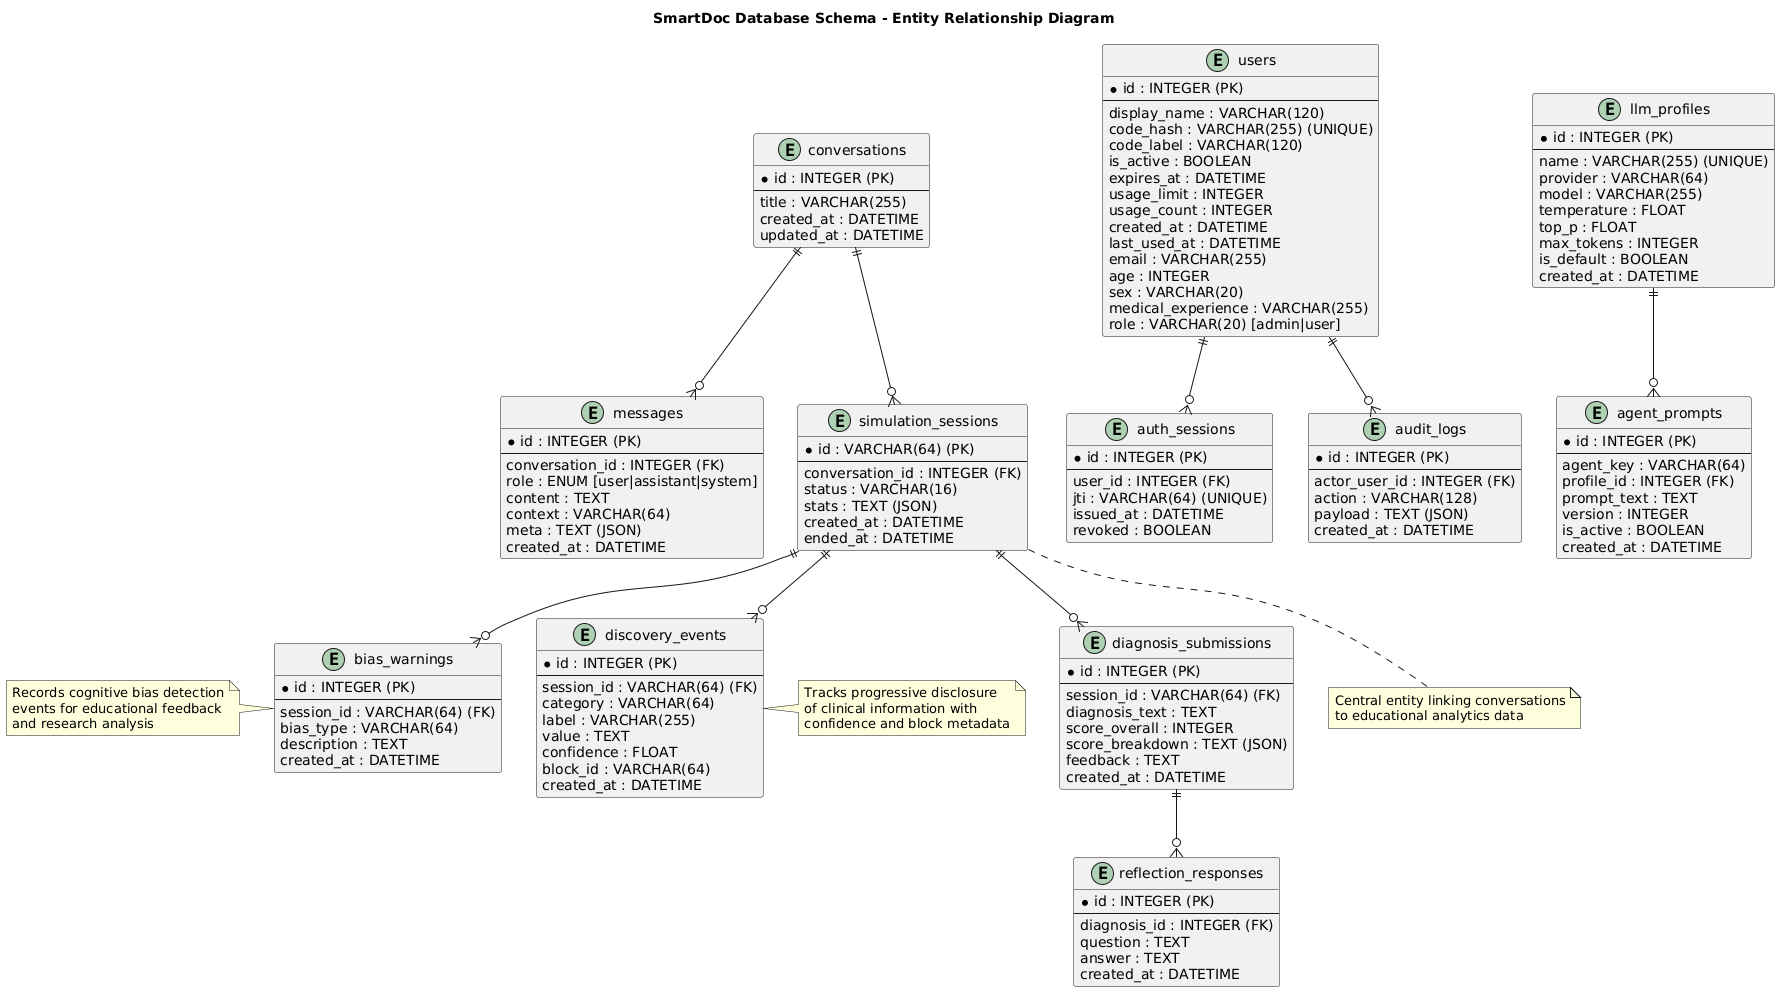 SmartDoc Database Schema - Entity Relationship Diagram
E users
id : INTEGER (PK)
display_name : VARCHAR(120)
code_hash : VARCHAR(255) (UNIQUE)
code_label : VARCHAR(120)
is_active : BOOLEAN
expires_at : DATETIME
usage_limit : INTEGER
usage_count : INTEGER
created_at : DATETIME
last_used_at : DATETIME
email : VARCHAR(255)
age : INTEGER
sex : VARCHAR(20)
medical_experience : VARCHAR(255)
role : VARCHAR(20) [admin|user]
E llm_profiles
id : INTEGER (PK)
name : VARCHAR(255) (UNIQUE)
provider : VARCHAR(64)
model : VARCHAR(255)
temperature : FLOAT
top_p : FLOAT
max_tokens : INTEGER
is_default : BOOLEAN
created_at : DATETIME
E conversations
id : INTEGER (PK)
title : VARCHAR(255)
created_at : DATETIME
updated_at : DATETIME
E messages
id : INTEGER (PK)
conversation_id : INTEGER (FK)
role : ENUM [user|assistant|system]
content : TEXT
context : VARCHAR(64)
meta : TEXT (JSON)
created_at : DATETIME
E simulation_sessions
id : VARCHAR(64) (PK)
conversation_id : INTEGER (FK)
status : VARCHAR(16)
stats : TEXT (JSON)
created_at : DATETIME
ended_at : DATETIME
E auth_sessions
id : INTEGER (PK)
user_id : INTEGER (FK)
jti : VARCHAR(64) (UNIQUE)
issued_at : DATETIME
revoked : BOOLEAN
E audit_logs
id : INTEGER (PK)
actor_user_id : INTEGER (FK)
action : VARCHAR(128)
payload : TEXT (JSON)
created_at : DATETIME
E agent_prompts
id : INTEGER (PK)
agent_key : VARCHAR(64)
profile_id : INTEGER (FK)
prompt_text : TEXT
version : INTEGER
is_active : BOOLEAN
created_at : DATETIME
Records cognitive bias detection
events for educational feedback
and research analysis
E bias_warnings
id : INTEGER (PK)
session_id : VARCHAR(64) (FK)
bias_type : VARCHAR(64)
description : TEXT
created_at : DATETIME
E discovery_events
id : INTEGER (PK)
session_id : VARCHAR(64) (FK)
category : VARCHAR(64)
label : VARCHAR(255)
value : TEXT
confidence : FLOAT
block_id : VARCHAR(64)
created_at : DATETIME
Tracks progressive disclosure
of clinical information with
confidence and block metadata
E diagnosis_submissions
id : INTEGER (PK)
session_id : VARCHAR(64) (FK)
diagnosis_text : TEXT
score_overall : INTEGER
score_breakdown : TEXT (JSON)
feedback : TEXT
created_at : DATETIME
Central entity linking conversations
to educational analytics data
E reflection_responses
id : INTEGER (PK)
diagnosis_id : INTEGER (FK)
question : TEXT
answer : TEXT
created_at : DATETIME